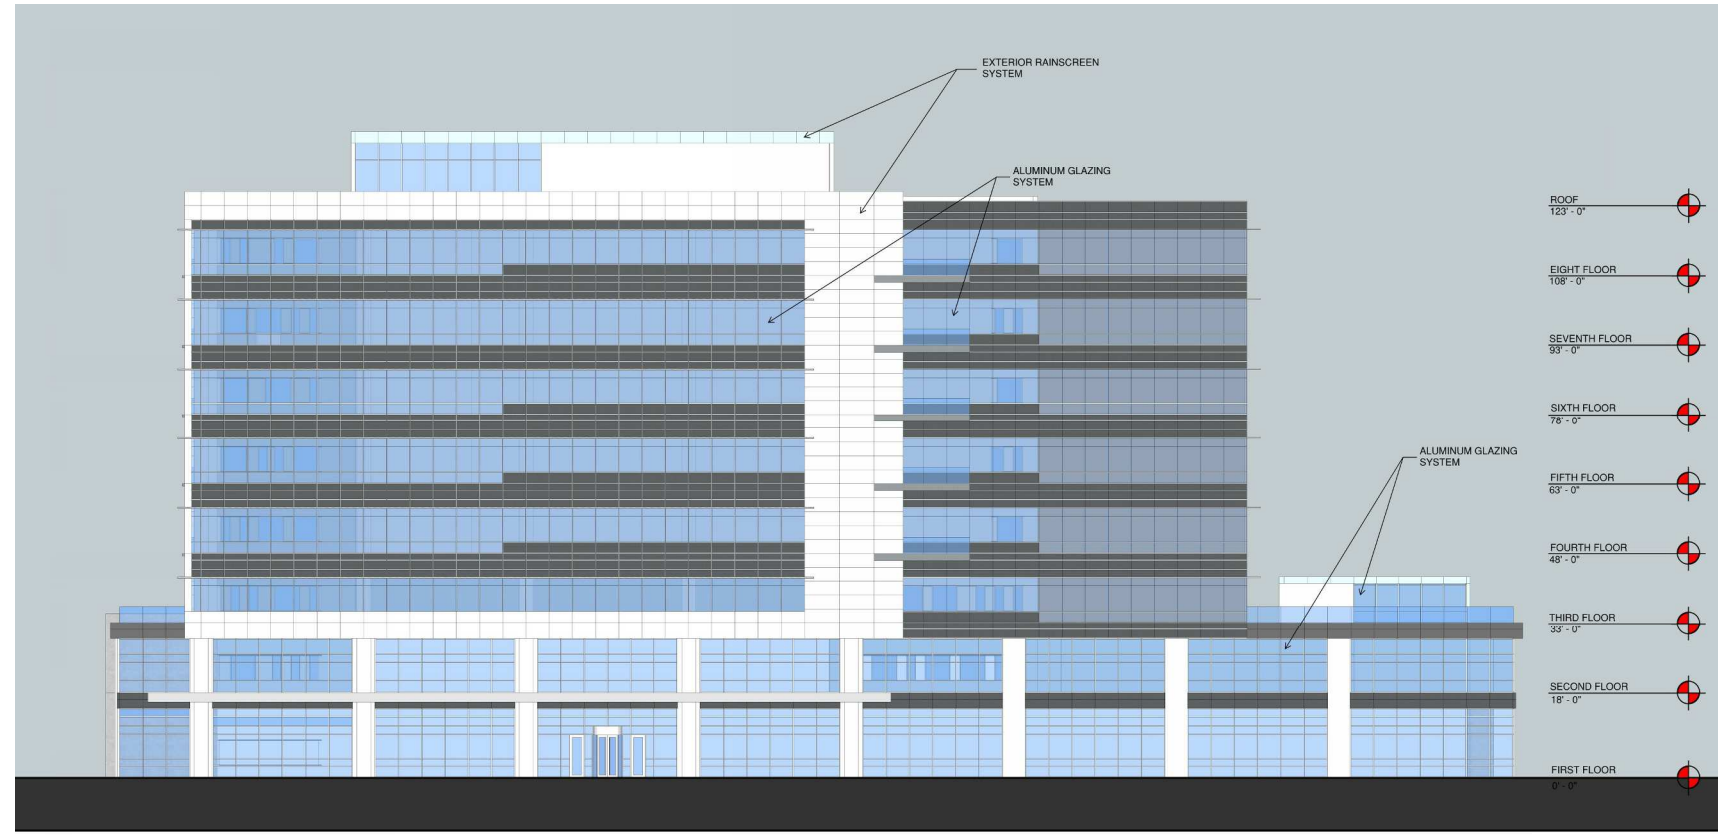 EXTERIOR RAINSCREEN
SYSTEM
ALUMINUM GLAZING
SYSTEM
ROOF
123' - 0"
EIGHT FLOOR
108' - 0"
SEVENTH FLOOR
93' - 0"
SIXTH FLOOR
78' - 0"
ALUMINUM GLAZING
SYSTEM
FIFTH FLOOR
63' - 0"
FOURTH FLOOR
48' - 0"
THIRD FLOOR
33' - 0"
SECOND FLOOR
18' - 0"
FIRST FLOOR
0' - 0"